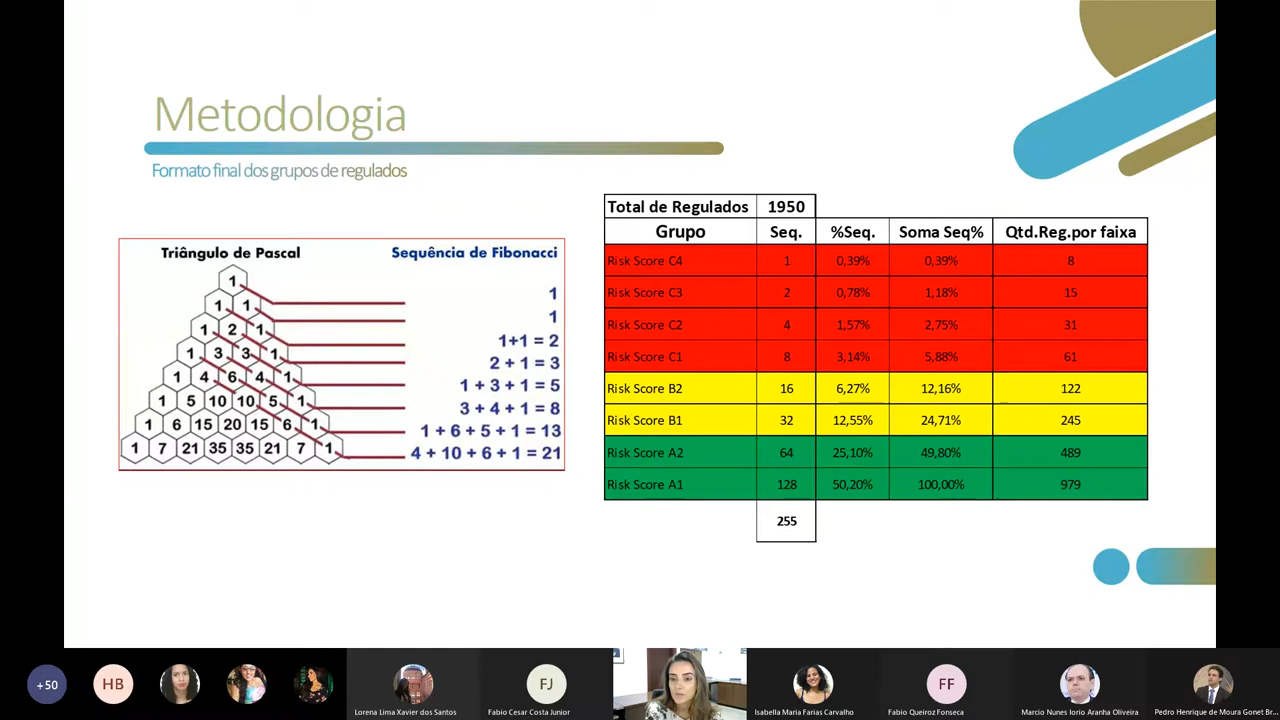 Metodologia
Formato final dos grupos de regulados
Triângulo de Pascal Sequência de Fibonacci
1 1
1 1 1
1 2 1 1+1 = 2
1 3 3 1 2 + 1 = 3
1 4 6 4 1 1 + 3 + 1 = 5
1 5 10 10 5 1 3 + 4 + 1 = 8
1 6 15 20 15 6 1 1 + 6 + 5 + 1 = 13
1 7 21 35 35 21 7 1 4 + 10 + 6 + 1 = 21
Total de Regulados 1950
Grupo Seq. %Seq. Soma Seq% Qtd.Reg.por faixa
Risk Score C4 1 0,39% 0,39% 8
Risk Score C3 2 0,78% 1,18% 15
Risk Score C2 4 1,57% 2,75% 31
Risk Score C1 8 3,14% 5,88% 61
Risk Score B2 16 6,27% 12,16% 122
Risk Score B1 32 12,55% 24,71% 245
Risk Score A2 64 25,10% 49,80% 489
Risk Score A1 128 50,20% 100,00% 979
255
+50 HB FJ FF
Lorena Lima Xavier dos Santos Fabio Cesar Costa Junior Isabella Maria Farias Carvalho Fabio Queiroz Fonseca Marcio Nunes Iorio Aranha Oliveira Pedro Henrique de Moura Gonet Br...